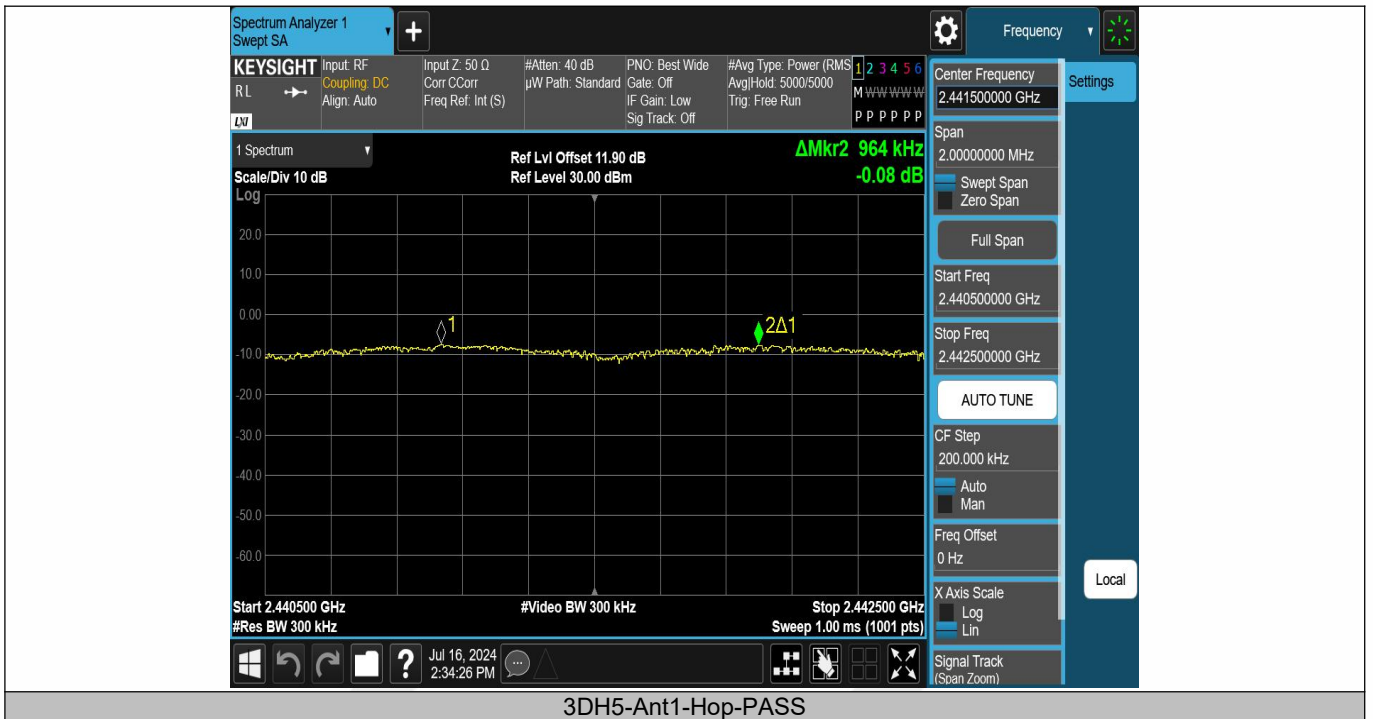 Spectrum Analyzer 1
Swept SA
+
Frequency
KEYSIGHT Input: RF
RL
Coupling: DC
Align: Auto
LXI
Input Z: 50 Ω
Corr CCorr
Freq Ref: Int (S)
#Atten: 40 dB
µW Path: Standard
PNO: Best Wide
Gate: Off
IF Gain: Low
Sig Track: Off
#Avg Type: Power (RMS
Avg|Hold: 5000/5000
Trig: Free Run
1 2 3 4 5 6
M W W W W W
P P P P P P
1 Spectrum
Scale/Div 10 dB
Ref Lvl Offset 11.90 dB
Ref Level 30.00 dBm
ΔMkr2 964 kHz
-0.08 dB
Log
20.0
10.0
0.00
-10.0
-20.0
-30.0
-40.0
-50.0
-60.0
1
2Δ1
Start 2.440500 GHz
#Res BW 300 kHz
#Video BW 300 kHz
Stop 2.442500 GHz
Sweep 1.00 ms (1001 pts)
Center Frequency
2.441500000 GHz
Settings
Span
2.00000000 MHz
Swept Span
Zero Span
Full Span
Start Freq
2.440500000 GHz
Stop Freq
2.442500000 GHz
AUTO TUNE
CF Step
200.000 kHz
Auto
Man
Freq Offset
0 Hz
X Axis Scale
Log
Lin
Local
Signal Track
(Span Zoom)
?
Jul 16, 2024
2:34:26 PM
3DH5-Ant1-Hop-PASS